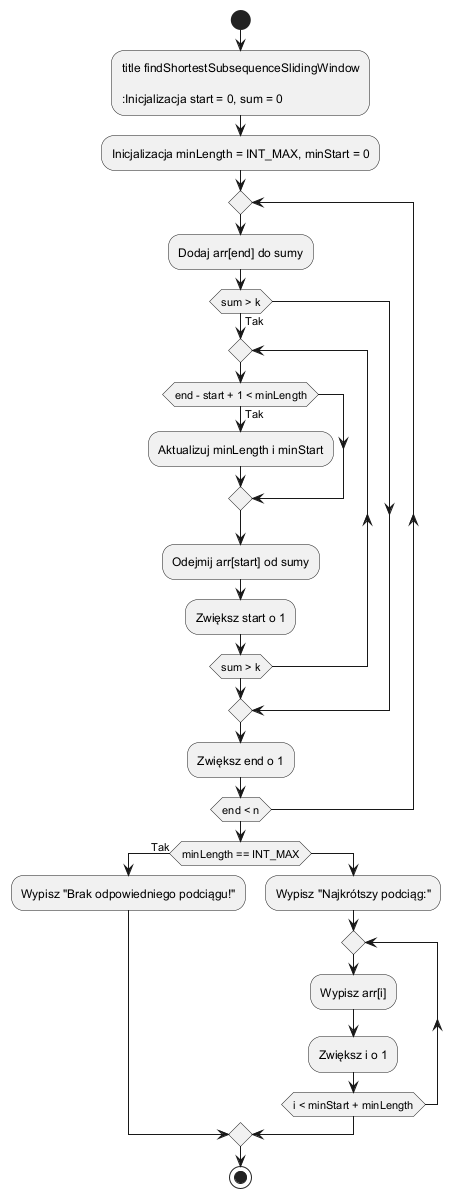 title findShortestSubsequenceSlidingWindow
:Inicjalizacja start = 0, sum = 0
Inicjalizacja minLength = INT_MAX, minStart = 0
Dodaj arr[end] do sumy
sum > k
Tak
end - start + 1 < minLength
Tak
Aktualizuj minLength i minStart
Odejmij arr[start] od sumy
Zwiększ start o 1
sum > k
Zwiększ end o 1
end < n
Tak
minLength == INT_MAX
Wypisz "Brak odpowiedniego podciągu!"
Wypisz "Najkrótszy podciąg:"
Wypisz arr[i]
Zwiększ i o 1
i < minStart + minLength